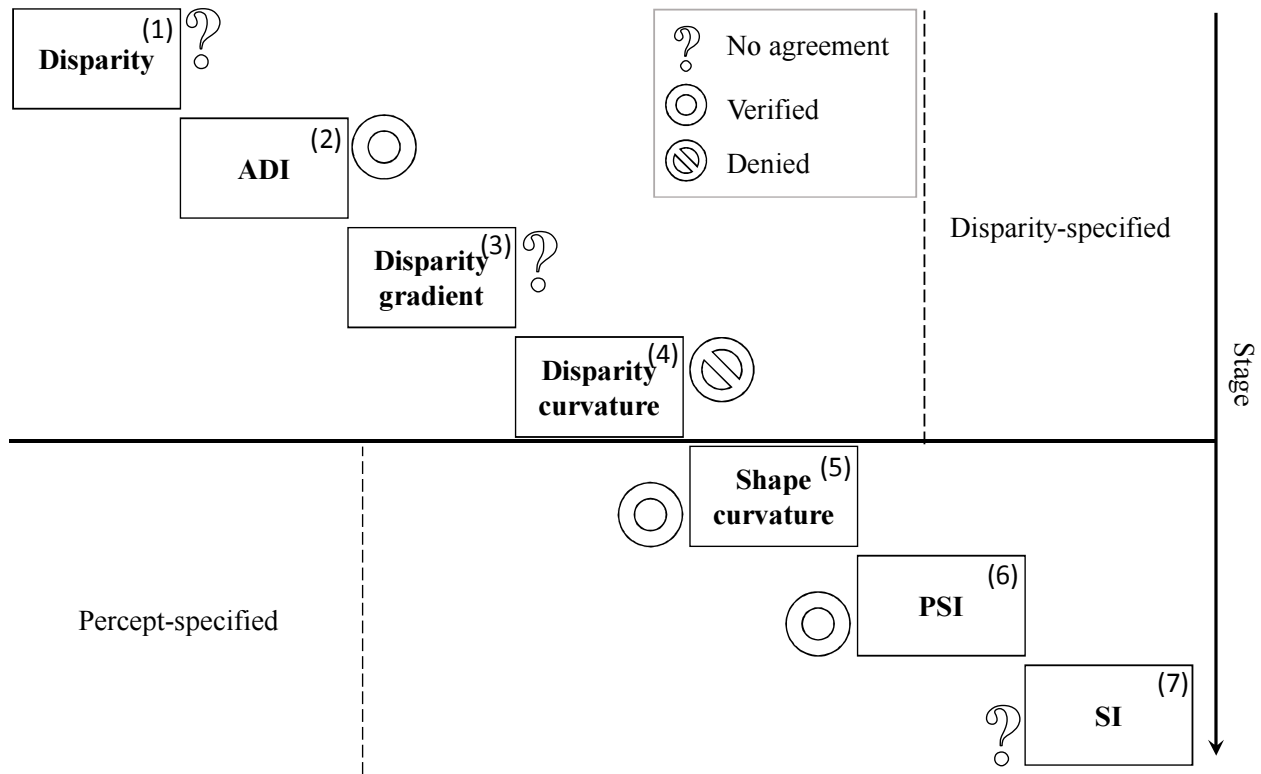 (1)
Disparity
? No agreement
Verified
Denied
(2)
ADI
Disparity-specified
(3)
Disparity
gradient
(4)
Disparity
curvature
Stage
(5)
Shape
curvature
(6)
PSI
Percept-specified
(7)
SI